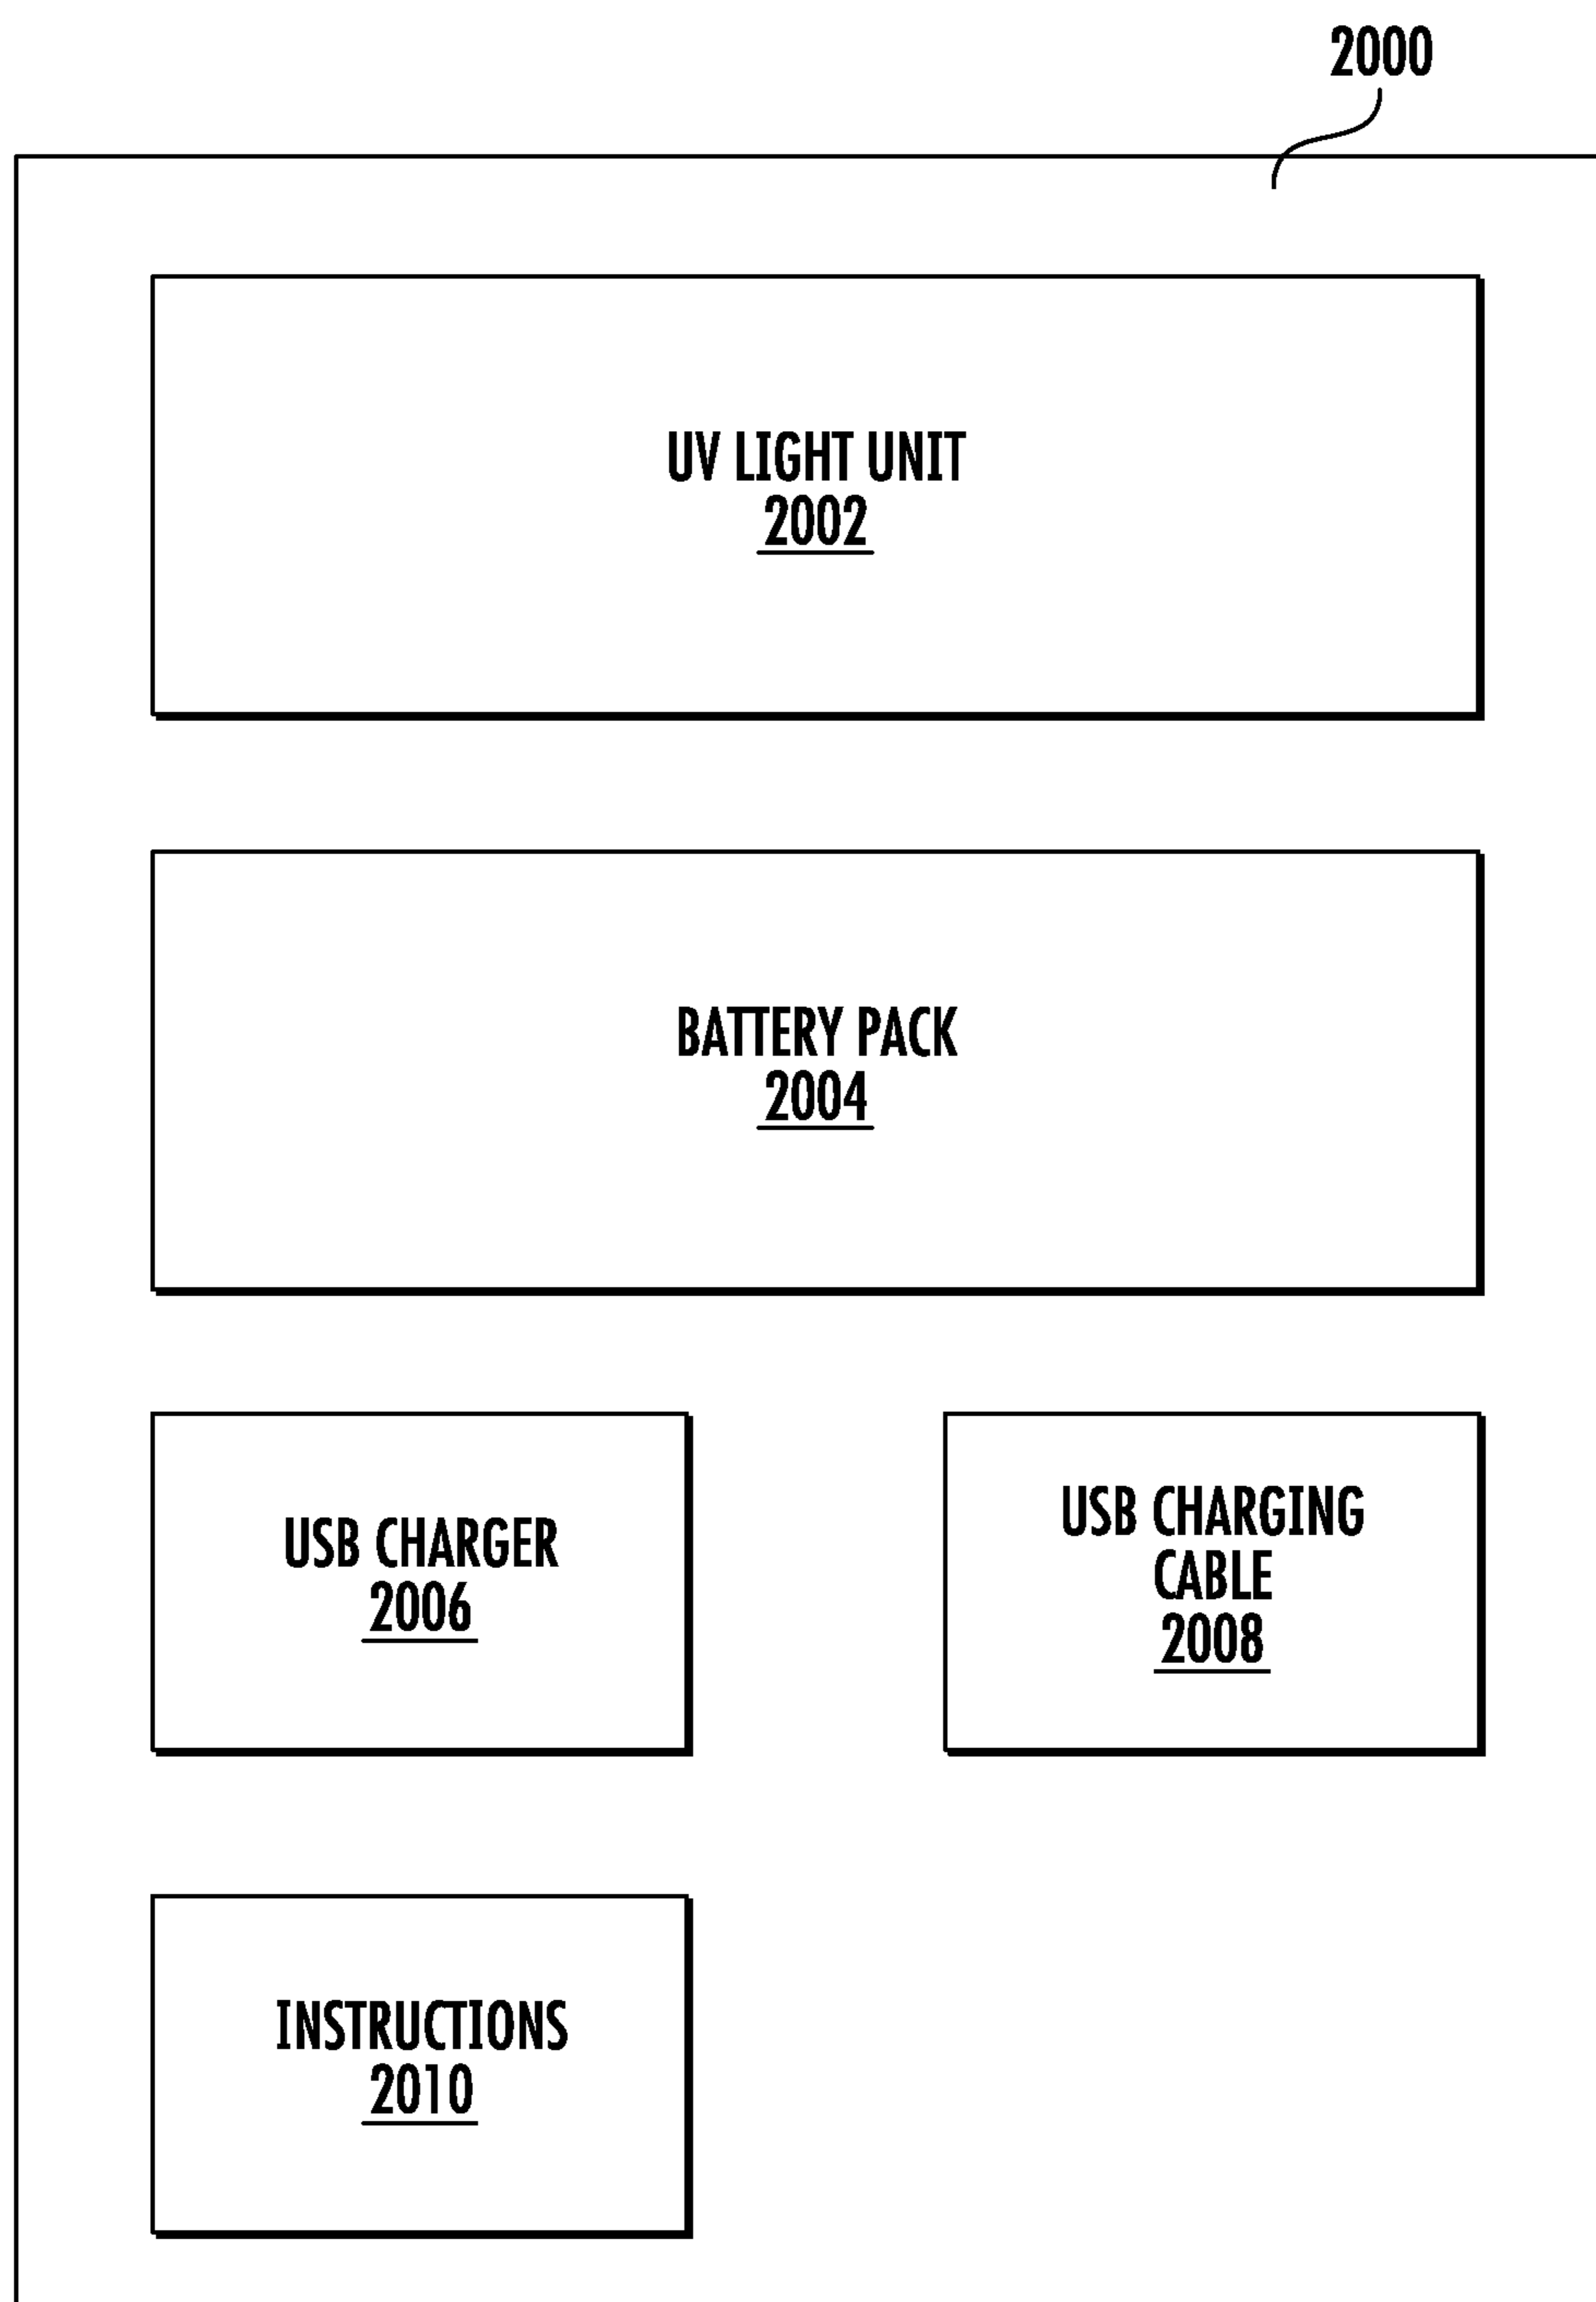 2000
UV LIGHT UNIT
2002
BATTERY PACK
2004
USB CHARGER
2006
USB CHARGING
CABLE
2008
INSTRUCTIONS
2010